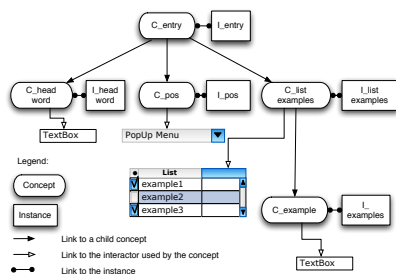 C_entry
I_entry
C_head
word
I_head
word
C_pos
I_pos
C_list
examples
I_list
examples
TextBox
PopUp Menu
Legend:
Concept
List
example1
example2
example3
Instance
C_example
I_
examples
Link to a child concept
Link to the interactor used by the concept
TextBox
Link to the instance